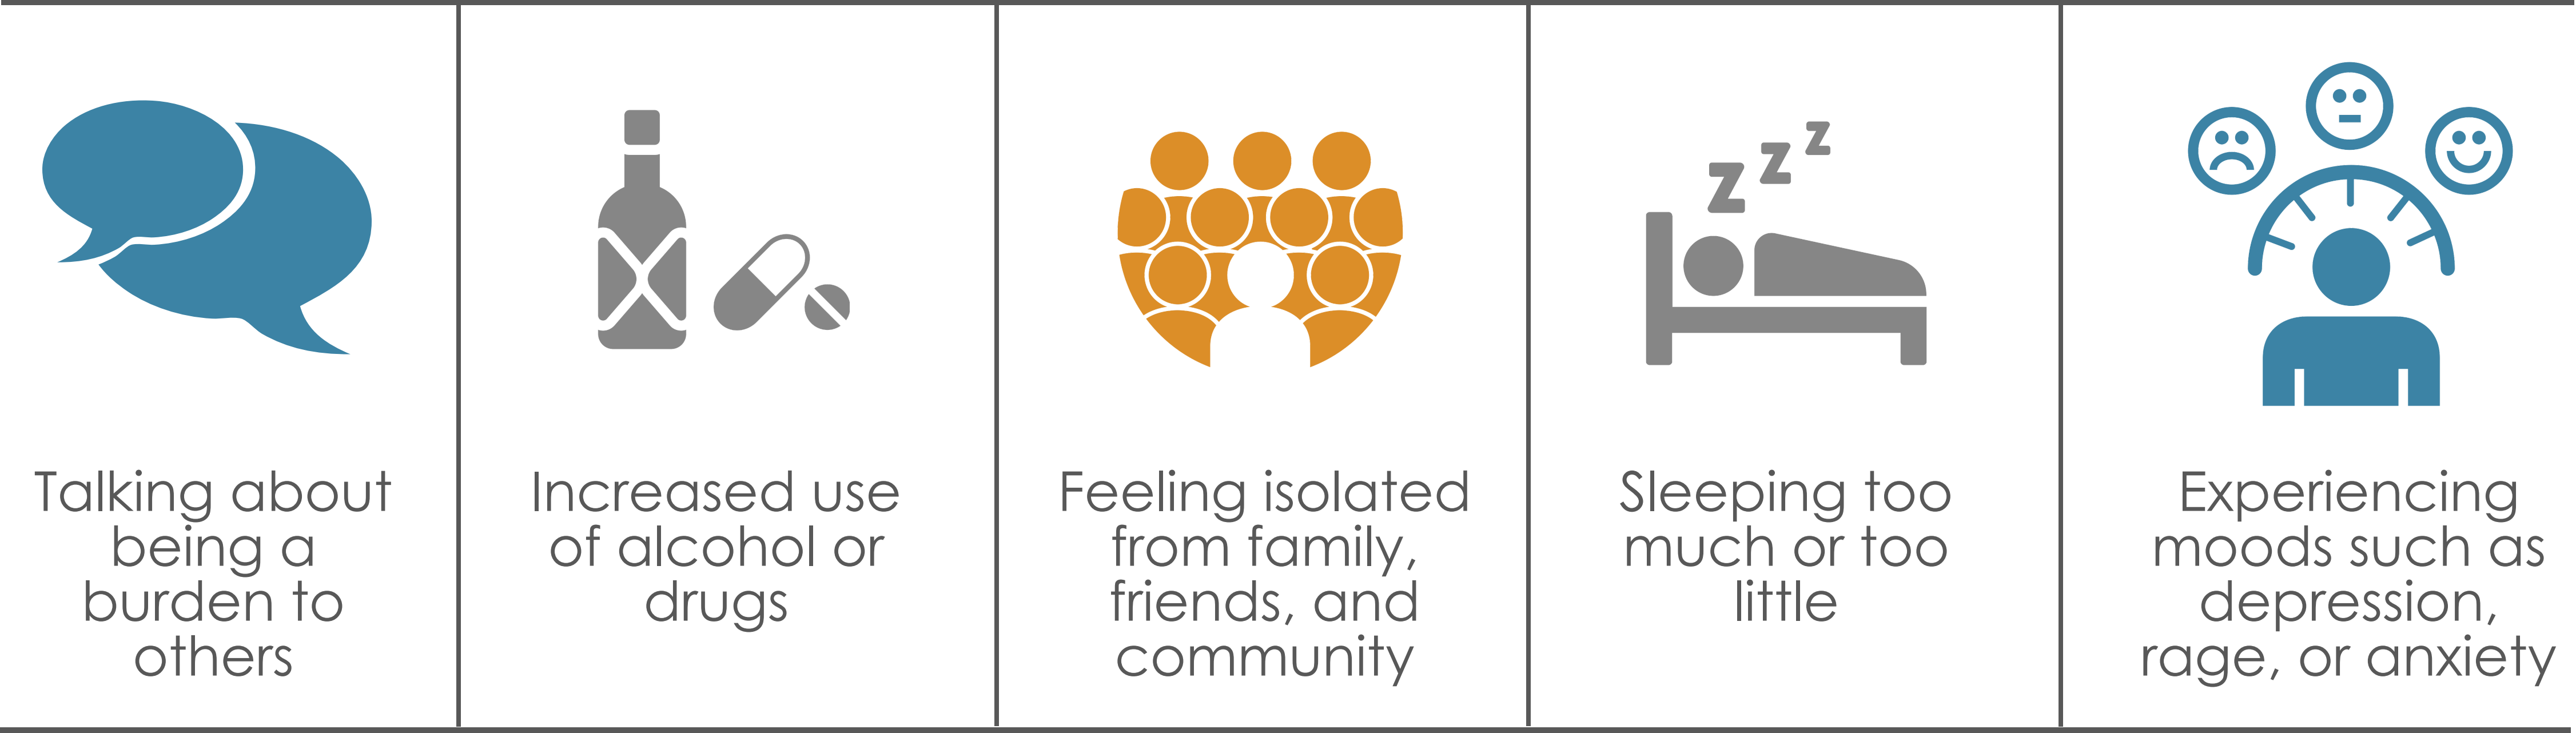 Talking about
being a
burden to
others
Increased use
of alcohol or
drugs
Feeling isolated
from family,
friends, and
community
z z z
Sleeping too
much or too
little
Experiencing
moods such as
depression,
rage, or anxiety